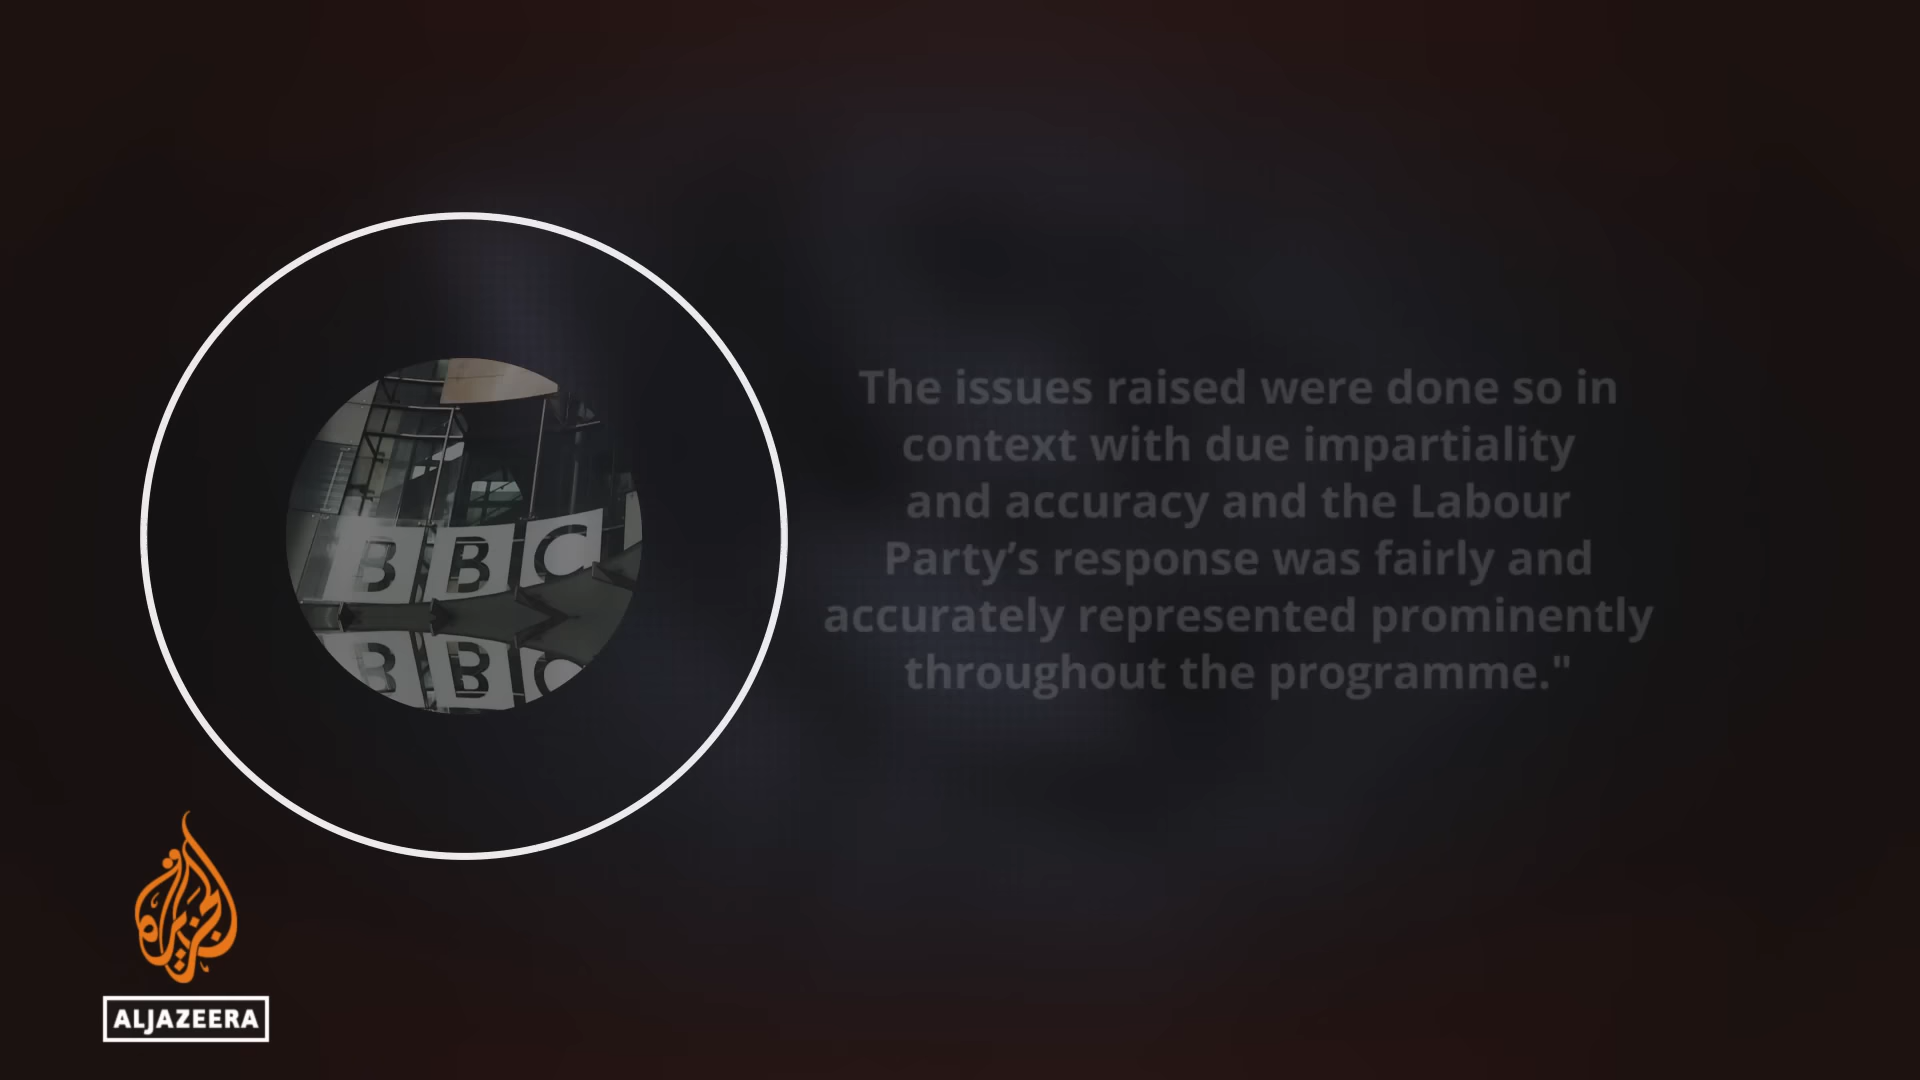 The issues raised were done so in
context with due impartiality
and accuracy and the Labour
Party’s response was fairly and
accurately represented prominently
throughout the programme."
BBC
BBC
الجزيرة
ALJAZEERA